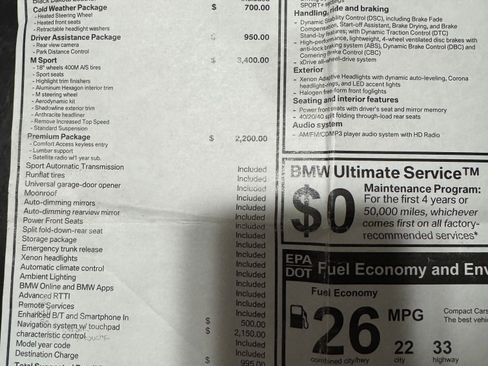 Cold Weather Package $ 700.00
- Heated Steering Wheel
- Heated front seats
- Retractable headlight washers
Driver Assistance Package $ 950.00
- Rear view camera
- Park Distance Control
M Sport $ 3,400.00
- 18" wheels 400M A/S tires
- Sport seats
- Highlight trim finishers
- Aluminum Hexagon interior trim
- M steering wheel
- Aerodynamic kit
- Shadowline exterior trim
- Anthracite headliner
- Remove Increased Top Speed
- Standard Suspension
Premium Package $ 2,200.00
- Comfort Access keyless entry
- Lumbar support
- Satellite radio w/1 year sub.
Sport Automatic Transmission Included
Runflat tires Included
Universal garage-door opener Included
Moonroof Included
Auto-dimming mirrors Included
Auto-dimming rearview mirror Included
Power Front Seats Included
Split fold-down-rear seat Included
Storage package Included
Emergency trunk release Included
Xenon headlights Included
Automatic climate control Included
Ambient Lighting Included
BMW Online and BMW Apps Included
Advanced RTTI Included
Remote Services Included
Enhanced B/T and Smartphone In $ 500.00
Navigation system w/ touchpad $ 2,150.00
characteristic control Included
Model year code
Destination Charge $ 995.00
Handling, ride and braking
- Dynamic Stability Control (DSC), including Brake Fade
Compensation, Start-off Assistant, Brake Drying, and Brake
Stand-by features; with Dynamic Traction Control (DTC)
- High-performance, lightweight, 4-wheel ventilated disc brakes with
anti-lock braking system (ABS), Dynamic Brake Control (DBC) and
Cornering Brake Control (CBC)
- xDrive all-wheel-drive system
Exterior
- Xenon Adaptive Headlights with dynamic auto-leveling, Corona
headlight-rings, and LED accent lights
- Halogen free-form front foglights
Seating and interior features
- Power front seats with driver's seat and mirror memory
- 40/20/40 split folding through-load rear seats
Audio system
- AM/FM/CD/MP3 player audio system with HD Radio
BMW Ultimate Service™
$0 Maintenance Program:
For the first 4 years or
50,000 miles, whichever
comes first on all factory-
recommended services*
EPA
DOT Fuel Economy and Env
Fuel Economy
26 MPG
combined city/hwy
22
city
33
highway
Compact Cars
The best vehic